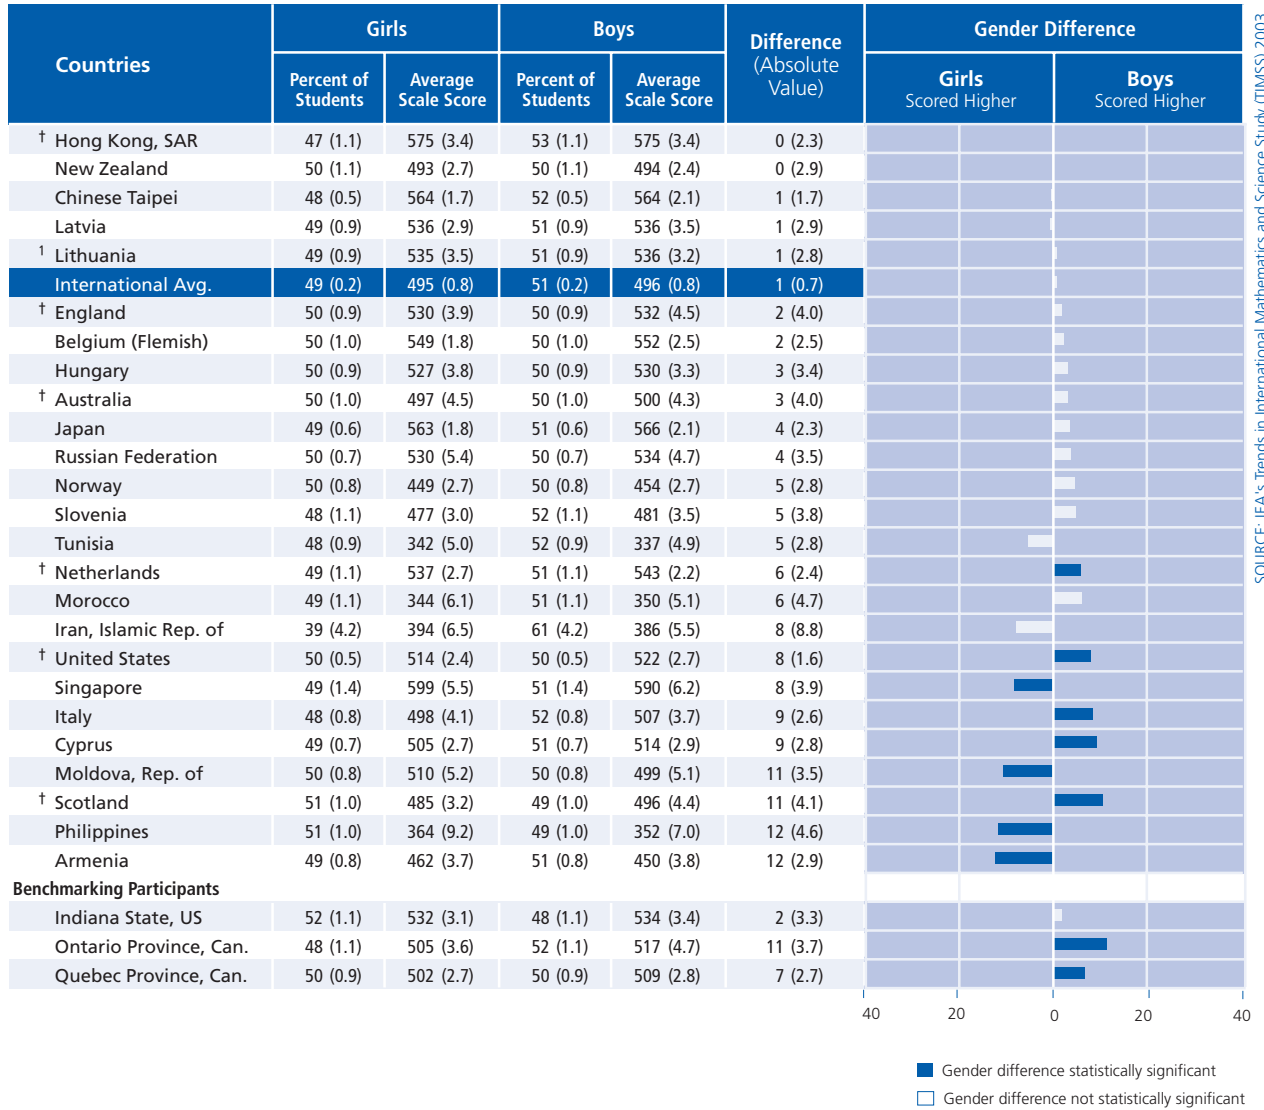 Countries
Girls
Boys
Difference
(Absolute
Value)
Gender Difference
Percent of
Students
Average
Scale Score
Percent of
Students
Average
Scale Score
Girls
Scored Higher
Boys
Scored Higher
† Hong Kong, SAR 47 (1.1) 575 (3.4) 53 (1.1) 575 (3.4) 0 (2.3)
New Zealand 50 (1.1) 493 (2.7) 50 (1.1) 494 (2.4) 0 (2.9)
Chinese Taipei 48 (0.5) 564 (1.7) 52 (0.5) 564 (2.1) 1 (1.7)
Latvia 49 (0.9) 536 (2.9) 51 (0.9) 536 (3.5) 1 (2.9)
1 Lithuania 49 (0.9) 535 (3.5) 51 (0.9) 536 (3.2) 1 (2.8)
International Avg. 49 (0.2) 495 (0.8) 51 (0.2) 496 (0.8) 1 (0.7)
† England 50 (0.9) 530 (3.9) 50 (0.9) 532 (4.5) 2 (4.0)
Belgium (Flemish) 50 (1.0) 549 (1.8) 50 (1.0) 552 (2.5) 2 (2.5)
Hungary 50 (0.9) 527 (3.8) 50 (0.9) 530 (3.3) 3 (3.4)
† Australia 50 (1.0) 497 (4.5) 50 (1.0) 500 (4.3) 3 (4.0)
Japan 49 (0.6) 563 (1.8) 51 (0.6) 566 (2.1) 4 (2.3)
Russian Federation 50 (0.7) 530 (5.4) 50 (0.7) 534 (4.7) 4 (3.5)
Norway 50 (0.8) 449 (2.7) 50 (0.8) 454 (2.7) 5 (2.8)
Slovenia 48 (1.1) 477 (3.0) 52 (1.1) 481 (3.5) 5 (3.8)
Tunisia 48 (0.9) 342 (5.0) 52 (0.9) 337 (4.9) 5 (2.8)
† Netherlands 49 (1.1) 537 (2.7) 51 (1.1) 543 (2.2) 6 (2.4)
Morocco 49 (1.1) 344 (6.1) 51 (1.1) 350 (5.1) 6 (4.7)
Iran, Islamic Rep. of 39 (4.2) 394 (6.5) 61 (4.2) 386 (5.5) 8 (8.8)
† United States 50 (0.5) 514 (2.4) 50 (0.5) 522 (2.7) 8 (1.6)
Singapore 49 (1.4) 599 (5.5) 51 (1.4) 590 (6.2) 8 (3.9)
Italy 48 (0.8) 498 (4.1) 52 (0.8) 507 (3.7) 9 (2.6)
Cyprus 49 (0.7) 505 (2.7) 51 (0.7) 514 (2.9) 9 (2.8)
Moldova, Rep. of 50 (0.8) 510 (5.2) 50 (0.8) 499 (5.1) 11 (3.5)
† Scotland 51 (1.0) 485 (3.2) 49 (1.0) 496 (4.4) 11 (4.1)
Philippines 51 (1.0) 364 (9.2) 49 (1.0) 352 (7.0) 12 (4.6)
Armenia 49 (0.8) 462 (3.7) 51 (0.8) 450 (3.8) 12 (2.9)
Benchmarking Participants
Indiana State, US 52 (1.1) 532 (3.1) 48 (1.1) 534 (3.4) 2 (3.3)
Ontario Province, Can. 48 (1.1) 505 (3.6) 52 (1.1) 517 (4.7) 11 (3.7)
Quebec Province, Can. 50 (0.9) 502 (2.7) 50 (0.9) 509 (2.8) 7 (2.7)
40 20 0 20 40
Gender difference statistically significant
Gender difference not statistically significant
SOURCE: IEA's Trends in International Mathematics and Science Study (TIMSS) 2003